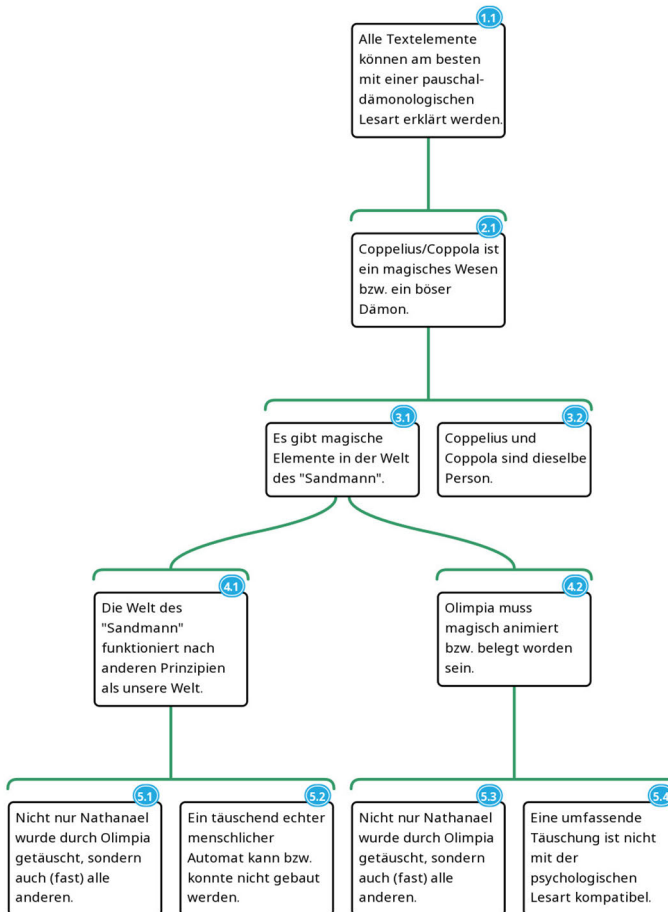 1.1
Alle Textelemente
können am besten
mit einer pauschal-
dämonologischen
Lesart erklärt werden.
2.1
Coppelius/Coppola ist
ein magisches Wesen
bzw. ein böser
Dämon.
3.1
Es gibt magische
Elemente in der Welt
des "Sandmann".
3.2
Coppelius und
Coppola sind dieselbe
Person.
4.1
Die Welt des
"Sandmann"
funktioniert nach
anderen Prinzipien
als unsere Welt.
4.2
Olimpia muss
magisch animiert
bzw. belegt worden
sein.
5.1
Nicht nur Nathanael
wurde durch Olimpia
getäuscht, sondern
auch (fast) alle
anderen.
5.2
Ein täuschend echter
menschlicher
Automat kann bzw.
konnte nicht gebaut
werden.
5.3
Nicht nur Nathanael
wurde durch Olimpia
getäuscht, sondern
auch (fast) alle
anderen.
5.4
Eine umfassende
Täuschung ist nicht
mit der
psychologischen
Lesart kompatibel.